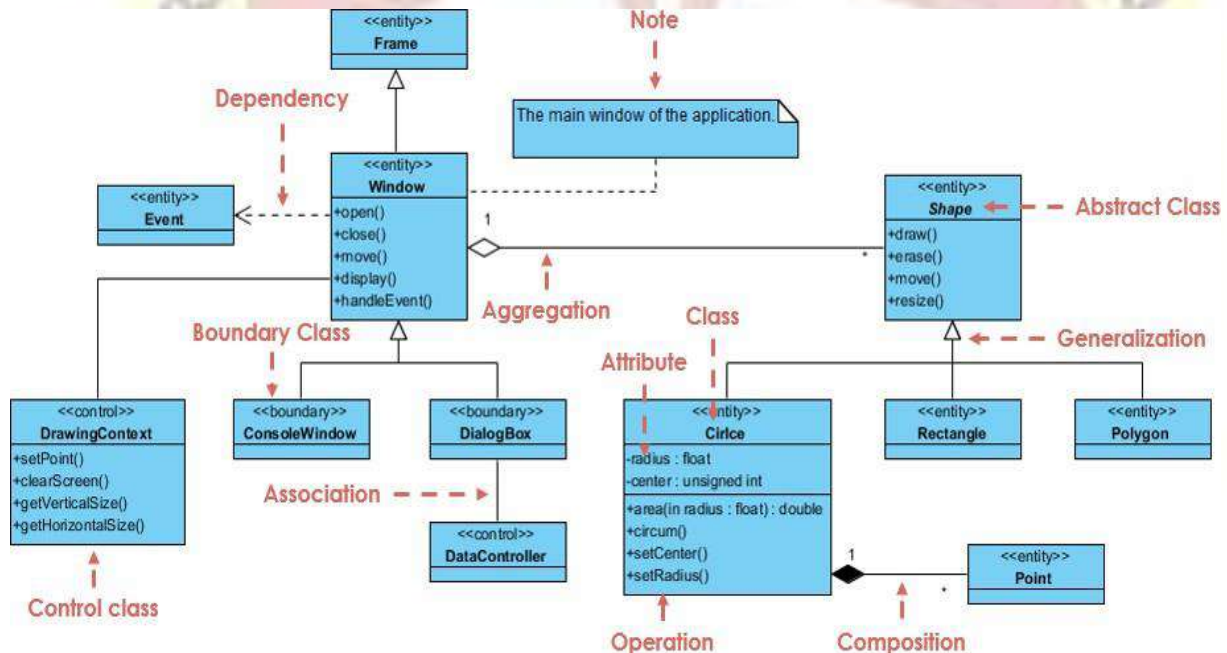 <<entity>>
Frame
Note
Dependency
The main window of the application.
<<entity>>
Window
+open()
+close()
+move()
+display()
+handleEvent()
<<entity>>
Event
1
*
Aggregation
<<entity>>
Shape
+draw()
+erase()
+move()
+resize()
Abstract Class
Generalization
Boundary Class
Class
Attribute
<<control>>
DrawingContext
+setPoint()
+clearScreen()
+getVerticalSize()
+getHorizontalSize()
Control class
<<boundary>>
ConsoleWindow
<<boundary>>
DialogBox
Association
<<control>>
DataController
<<entity>>
Cirlce
-radius : float
-center : unsigned int
+area(in radius : float) : double
+circum()
+setCenter()
+setRadius()
Operation
<<entity>>
Rectangle
<<entity>>
Polygon
1
*
<<entity>>
Point
Composition